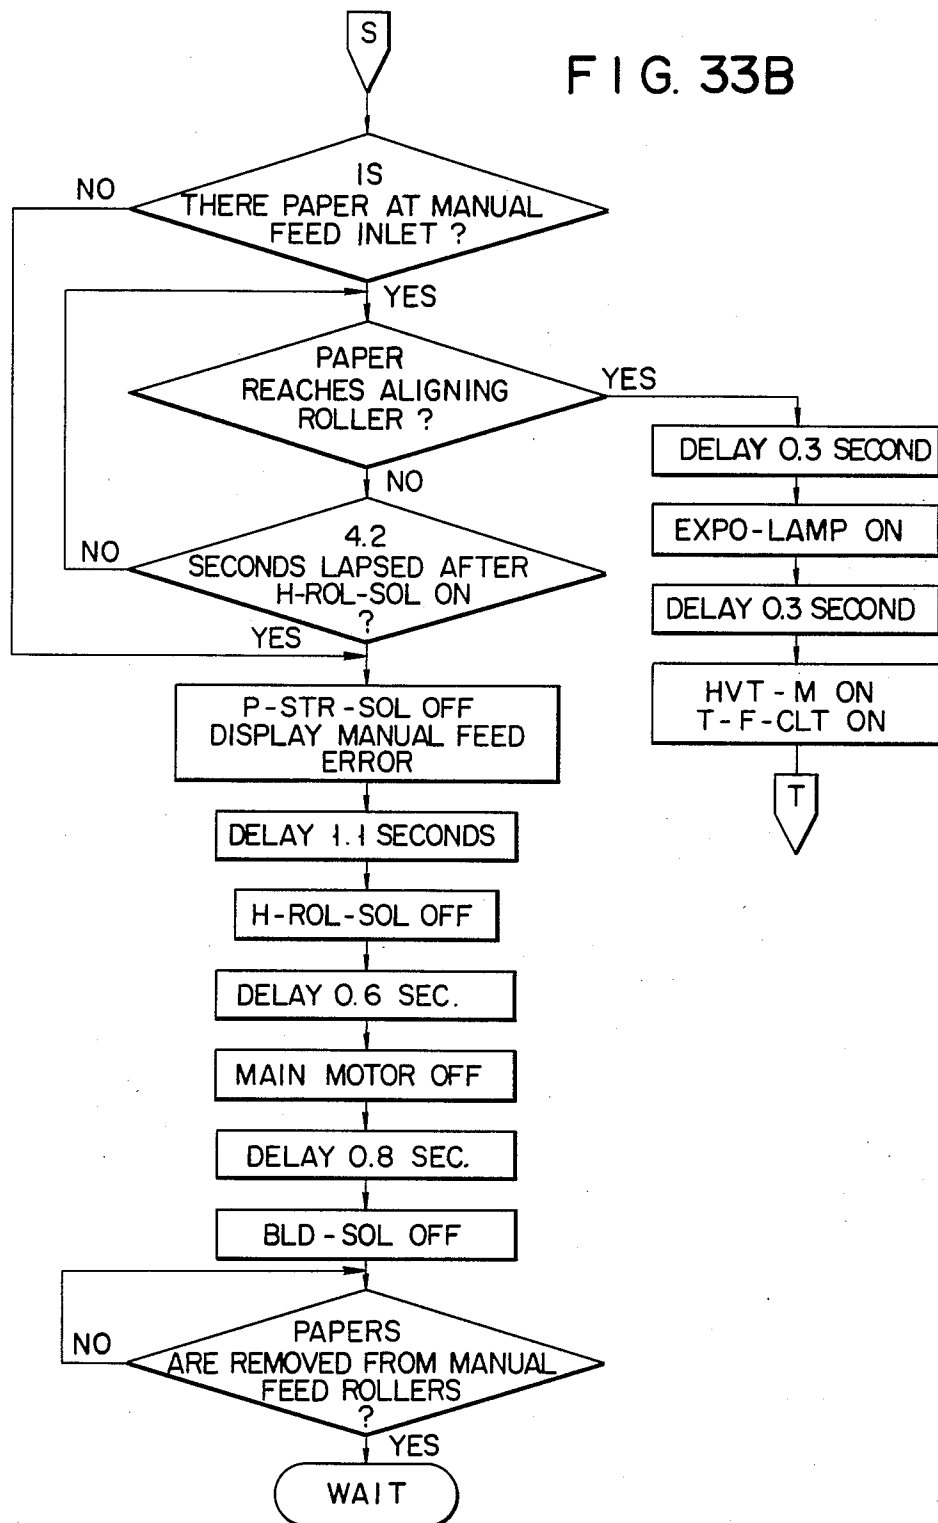 S
FIG. 33B
IS
THERE PAPER AT MANUAL
FEED INLET ?
NO
YES
PAPER
REACHES ALIGNING
ROLLER ?
YES
NO
4.2
SECONDS LAPSED AFTER
H-ROL-SOL ON
?
NO
YES
DELAY 0.3 SECOND
EXPO-LAMP ON
DELAY 0.3 SECOND
HVT-M ON
T-F-CLT ON
T
P-STR-SOL OFF
DISPLAY MANUAL FEED
ERROR
DELAY 1.1 SECONDS
H-ROL-SOL OFF
DELAY 0.6 SEC.
MAIN MOTOR OFF
DELAY 0.8 SEC.
BLD-SOL OFF
PAPERS
ARE REMOVED FROM MANUAL
FEED ROLLERS
?
NO
YES
WAIT